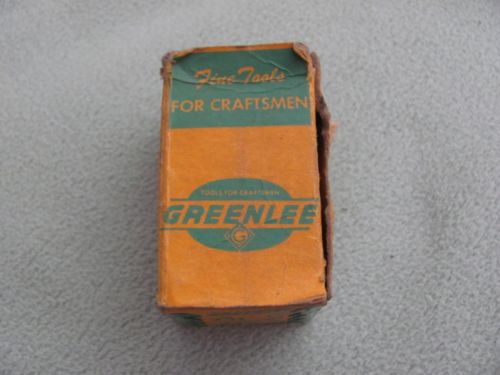 Fine Tools
FOR CRAFTSMEN
TOOLS FOR CRAFTSMEN
GREENLEE
G